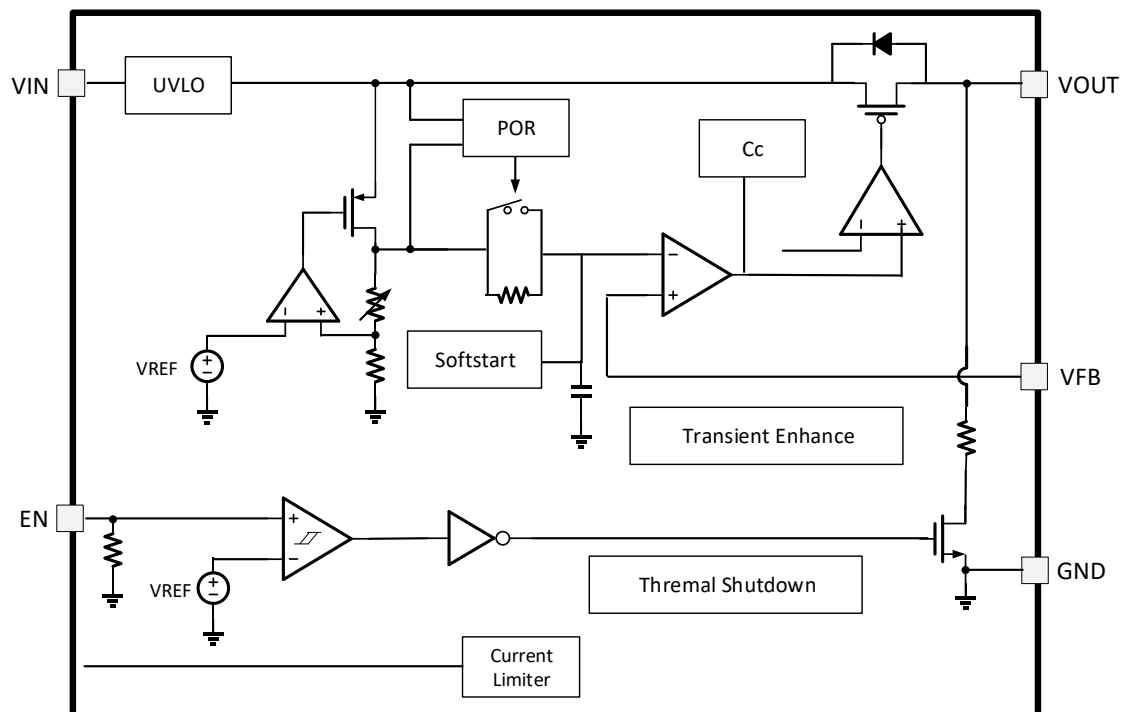 VIN
UVLO
VOUT
POR
Cc
VREF
Softstart
VFB
Transient Enhance
EN
VREF
Thremal Shutdown
GND
Current
Limiter